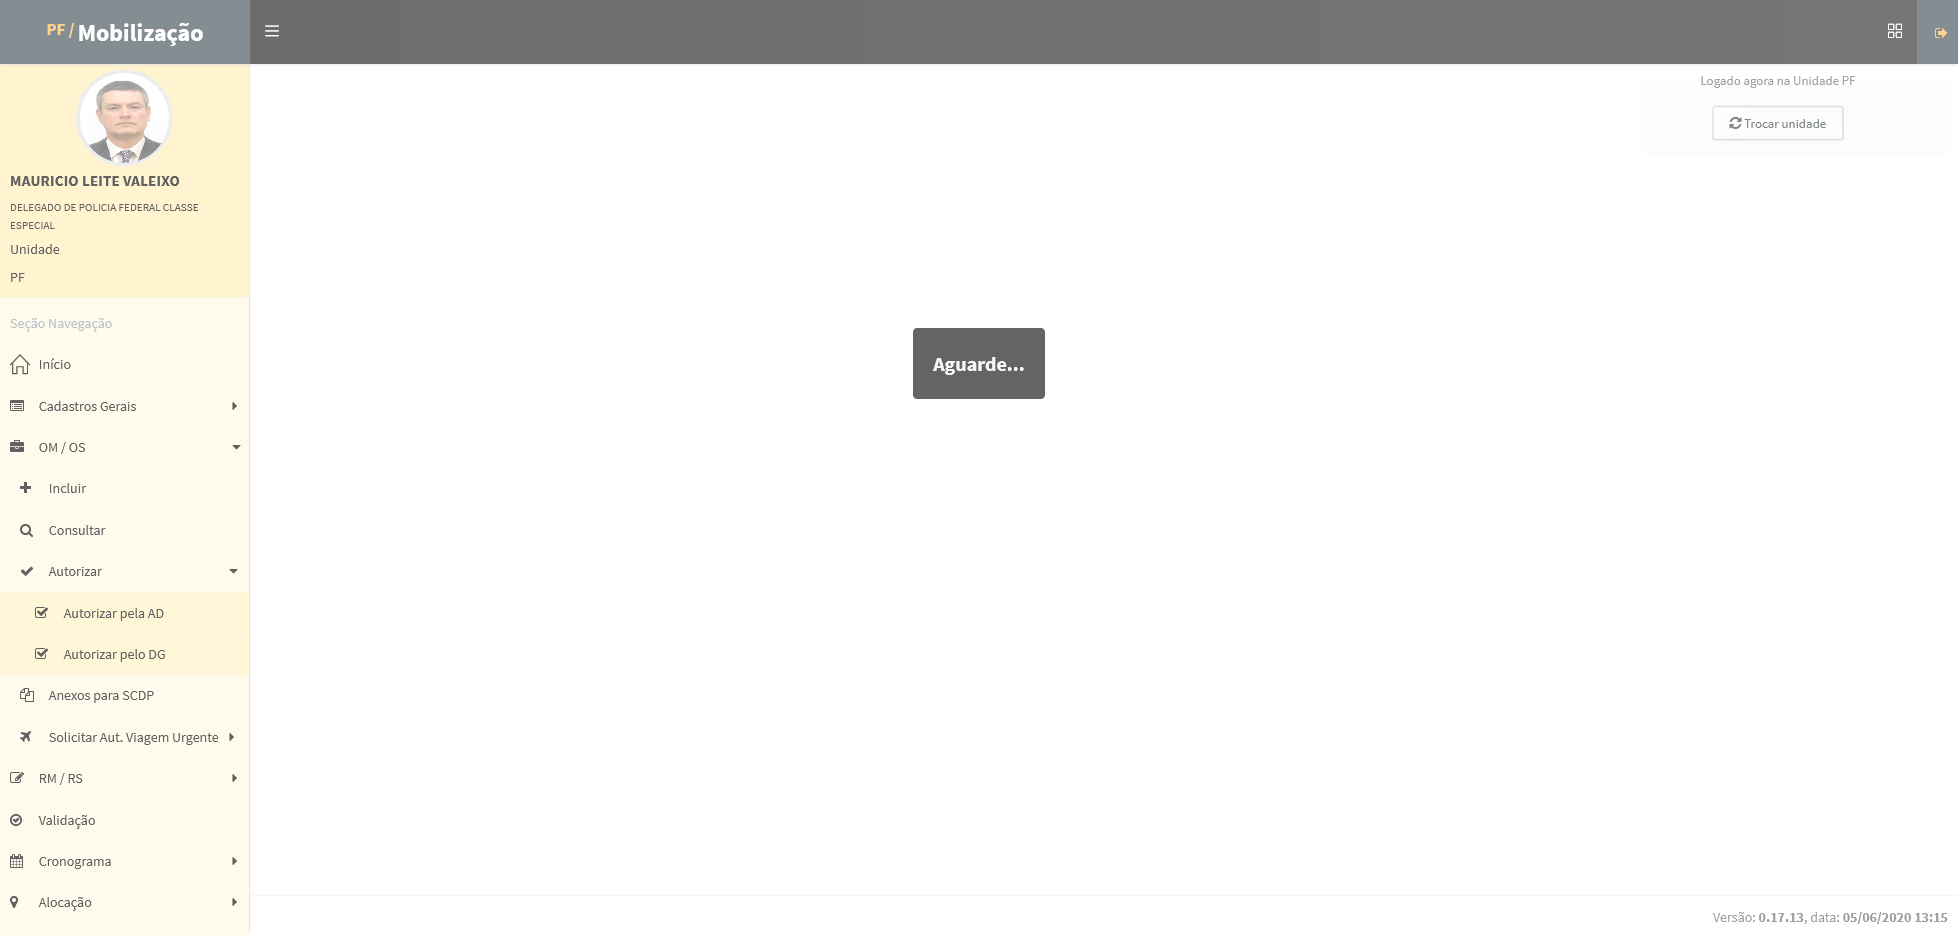 PF / Mobilização
MAURICIO LEITE VALEIXO
DELEGADO DE POLICIA FEDERAL CLASSE
ESPECIAL
Unidade
PF
Seção Navegação
Início
Cadastros Gerais
OM / OS
Incluir
Consultar
Autorizar
Autorizar pela AD
Autorizar pelo DG
Anexos para SCDP
Solicitar Aut. Viagem Urgente
RM / RS
Validação
Cronograma
Alocação
Logado agora na Unidade PF
Trocar unidade
Aguarde...
Versão: 0.17.13, data: 05/06/2020 13:15